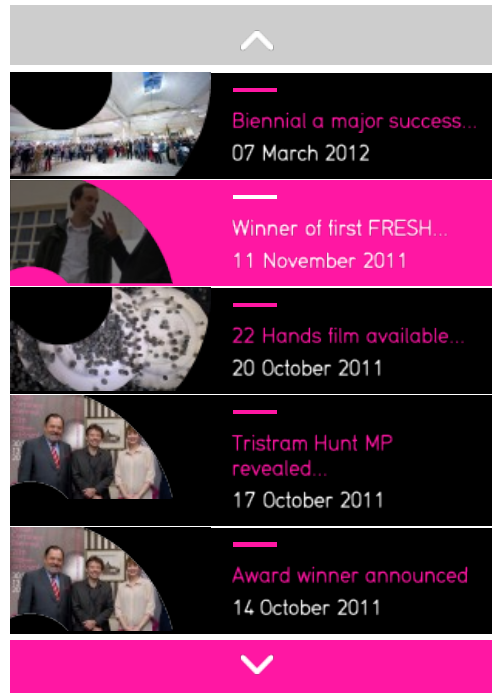 Biennial a major success...
07 March 2012
Winner of first FRESH...
11 November 2011
22 Hands film available...
20 October 2011
Tristram Hunt MP
revealed...
17 October 2011
Award winner announced
14 October 2011